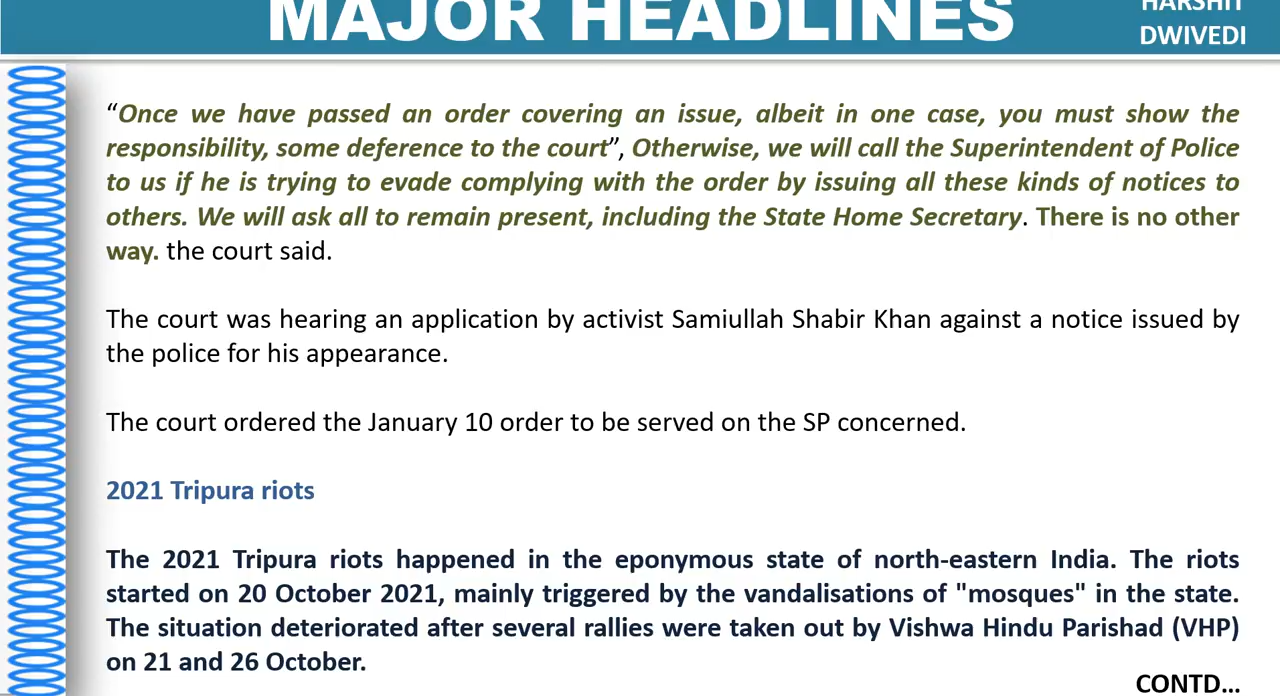 MAJOR HEADLINES
HARSHIT
DWIVEDI
“Once we have passed an order covering an issue, albeit in one case, you must show the
responsibility, some deference to the court”, Otherwise, we will call the Superintendent of Police
to us if he is trying to evade complying with the order by issuing all these kinds of notices to
others. We will ask all to remain present, including the State Home Secretary. There is no other
way. the court said.
The court was hearing an application by activist Samiullah Shabir Khan against a notice issued by
the police for his appearance.
The court ordered the January 10 order to be served on the SP concerned.
2021 Tripura riots
The 2021 Tripura riots happened in the eponymous state of north-eastern India. The riots
started on 20 October 2021, mainly triggered by the vandalisations of "mosques" in the state.
The situation deteriorated after several rallies were taken out by Vishwa Hindu Parishad (VHP)
on 21 and 26 October.
CONTD...